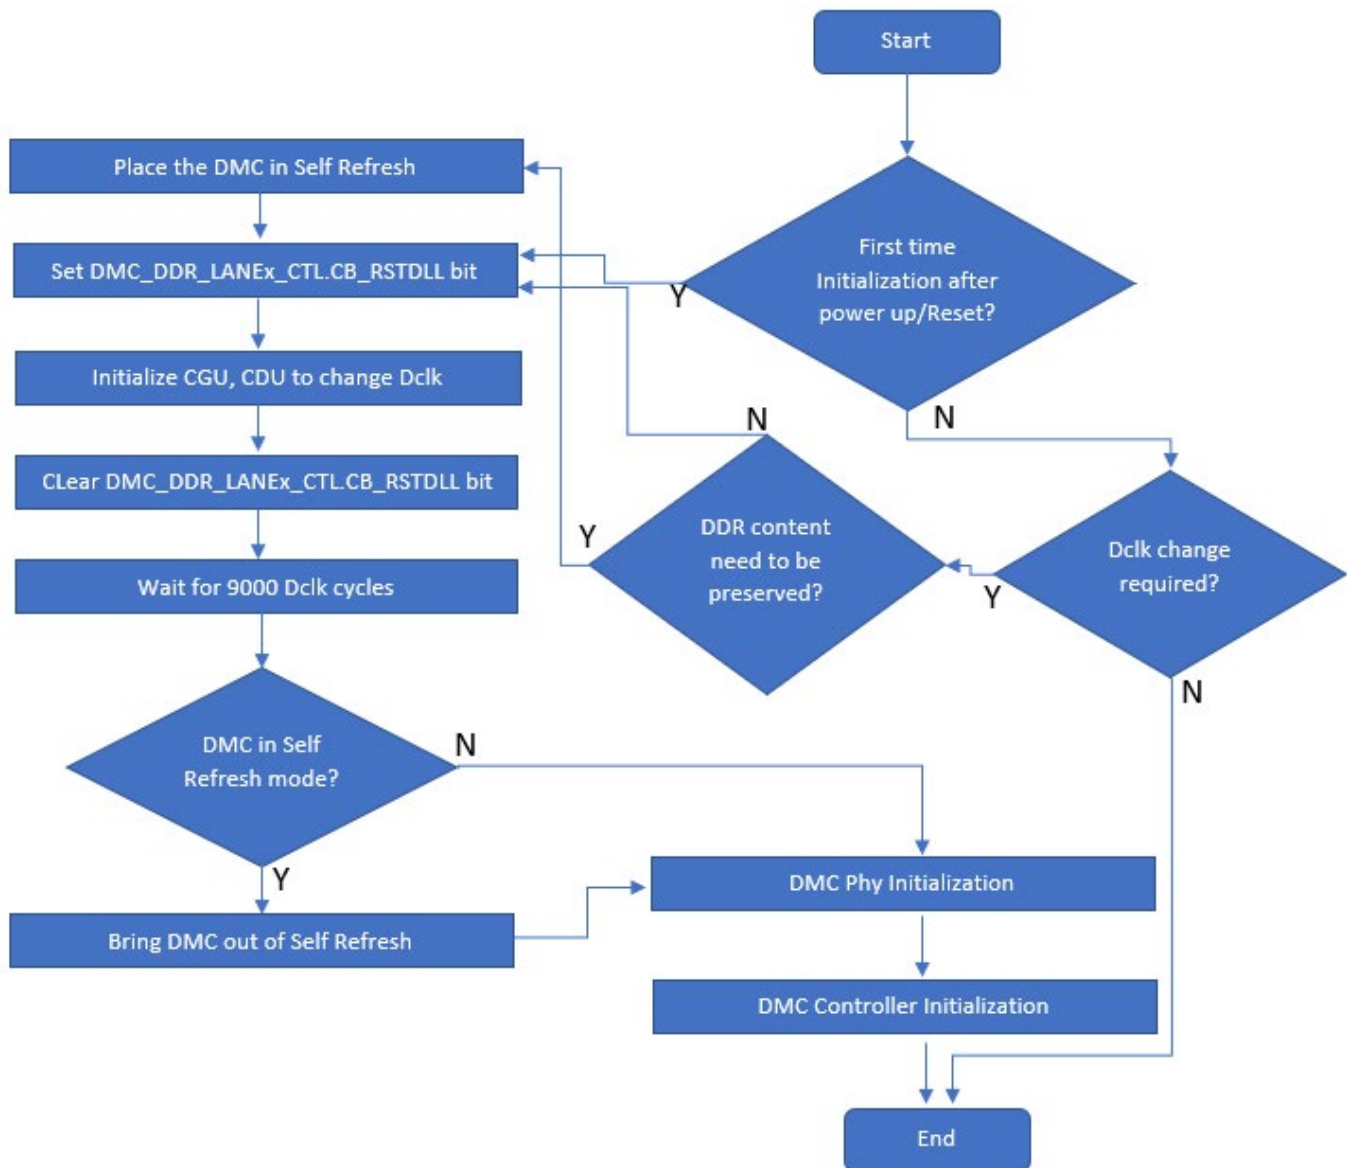 Start
Place the DMC in Self Refresh
First time
Initialization after
power up/Reset?
Y
N
Set DMC_DDR_LANEx_CTL.CB_RSTDLL bit
Initialize CGU, CDU to change Dclk
CLear DMC_DDR_LANEx_CTL.CB_RSTDLL bit
Wait for 9000 Dclk cycles
N
Y
DDR content
need to be
preserved?
Dclk change
required?
Y
N
DMC in Self
Refresh mode?
N
Y
Bring DMC out of Self Refresh
DMC Phy Initialization
DMC Controller Initialization
End